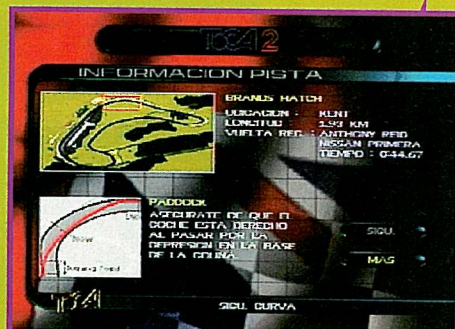 TOCA 2
INFORMACION PISTA
BRANDS HATCH
UBICACION : KENT
LONGITUD : 1.93 KM
VUELTA REC. : ANTHONY REID
NISSAN PRIMERA
TIEMPO : 0:44.67
PADDOCK
ASEGURATE DE QUE EL
COCHE ESTA DERECHO
AL PASAR POR LA
DEPRESION EN LA BASE
DE LA COLINA.
SIGU.
MAS
SIGU. CURVA